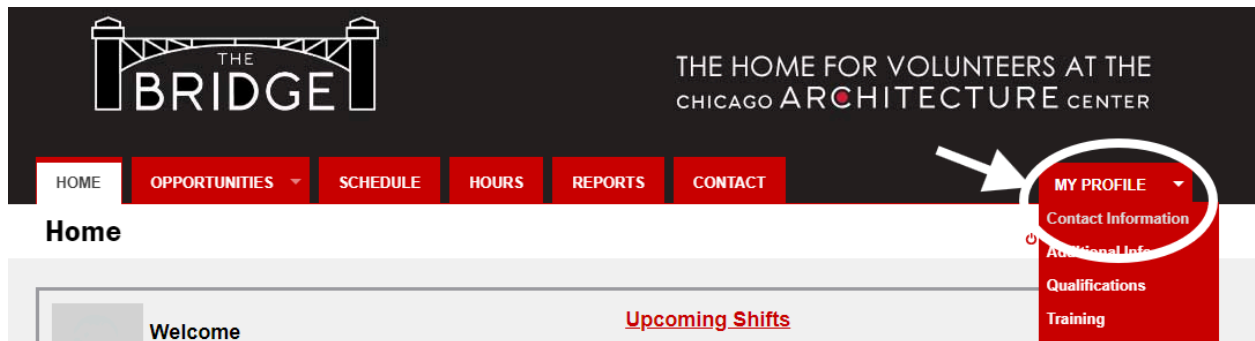 THE
BRIDGE
THE HOME FOR VOLUNTEERS AT THE
CHICAGO ARCHITECTURE CENTER
HOME OPPORTUNITIES SCHEDULE HOURS REPORTS CONTACT MY PROFILE
Contact Information
Home
Additional
Qualifications
Training
Welcome
Upcoming Shifts